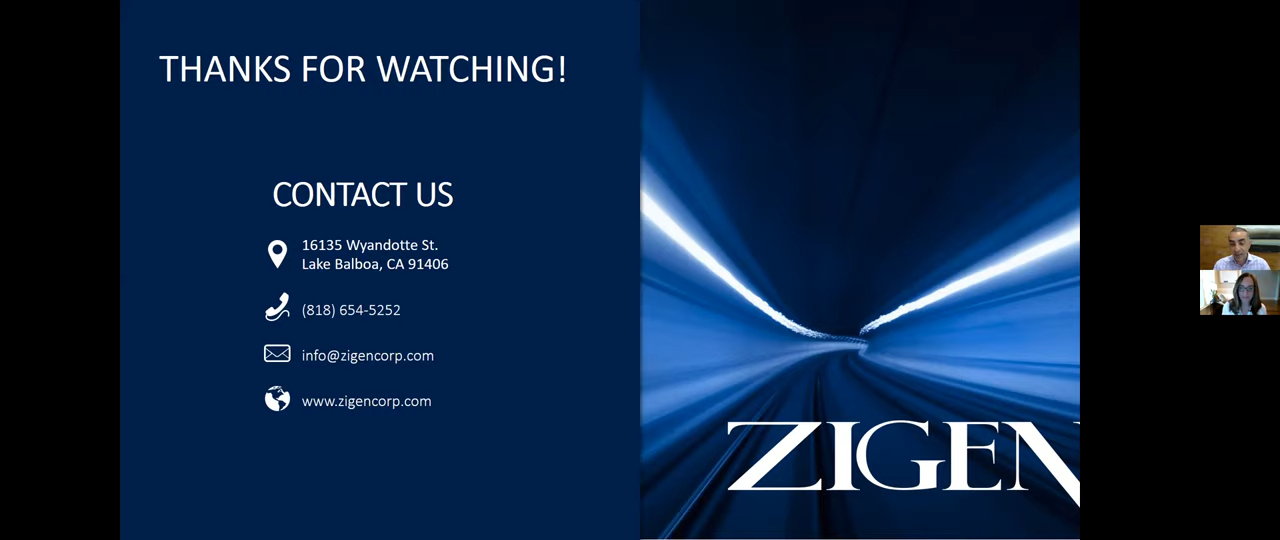 THANKS FOR WATCHING!
CONTACT US
16135 Wyandotte St.
Lake Balboa, CA 91406
(818) 654-5252
info@zigencorp.com
www.zigencorp.com
ZIGEN